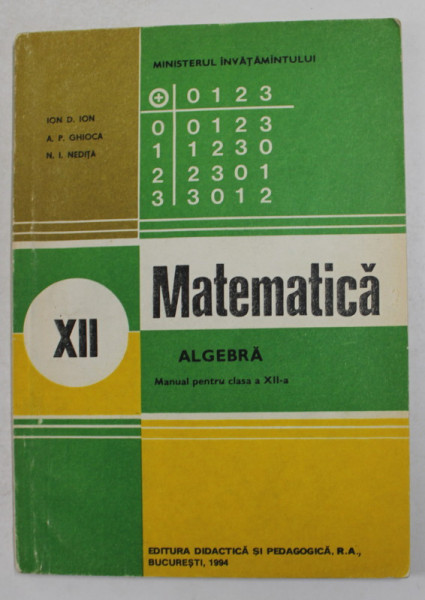 MINISTERUL ÎNVĂȚĂMÎNTULUI
ION D. ION
A. P. GHIOCA
N. I. NEDIȚĂ
⊕ 0 1 2 3
0 0 1 2 3
1 1 2 3 0
2 2 3 0 1
3 3 0 1 2
XII
Matematică
ALGEBRĂ
Manual pentru clasa a XII-a
EDITURA DIDACTICĂ ȘI PEDAGOGICĂ, R.A.,
BUCUREȘTI, 1994